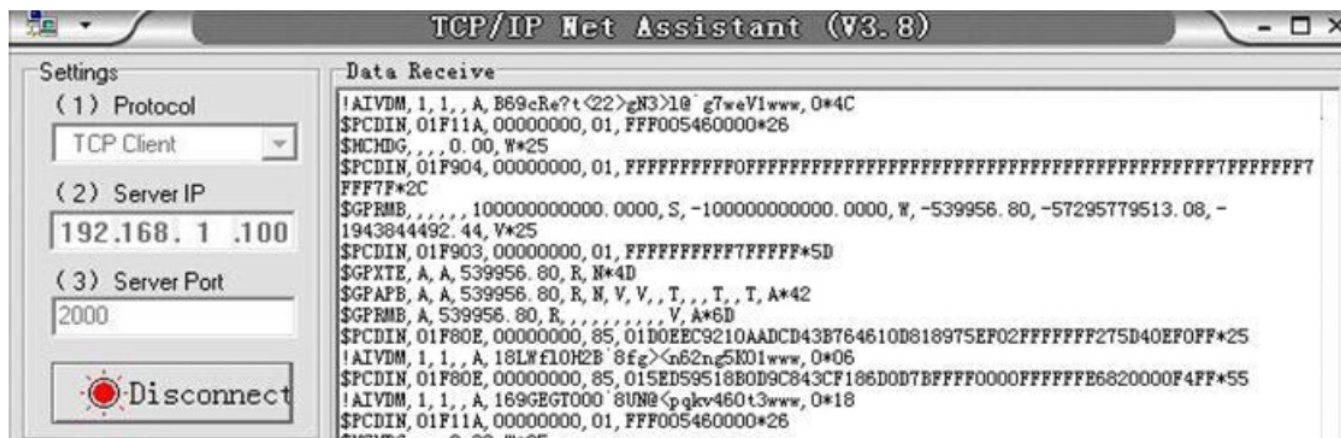 TCP/IP Net Assistant (V3.8)
Settings
(1) Protocol
TCP Client
(2) Server IP
192.168. 1 .100
(3) Server Port
2000
Disconnect
Data Receive
!AIVDM,1,1,,A,B69cRe?t<22>gN3>l@`g7weV1www,0*4C
$PCDIN,01F11A,00000000,01,FFF005460000*26
$HCHDG,,,,0.00,W*25
$PCDIN,01F904,00000000,01,FFFFFFFFFF0FFFFFFFFFFFFFFFFFFFFFFFFFFFFFFFFFFFFFFFFFFFFF7FFFFFFF7
FFF7F*2C
$GPRMB,,,,,,100000000000.0000,S,-100000000000.0000,W,-539956.80,-57295779513.08,-
1943844492.44,V*25
$PCDIN,01F903,00000000,01,FFFFFFFFFF7FFFFF*5D
$GPXTE,A,A,539956.80,R,N*4D
$GPAPB,A,A,539956.80,R,N,V,V,,T,,,T,,T,A*42
$GPRMB,A,539956.80,R,,,,,,,,,,V,A*6D
$PCDIN,01F80E,00000000,85,01D0EEC9210AADCD43B764610D818975EF02FFFFFFF275D40EF0FF*25
!AIVDM,1,1,,A,18LWfl0H2B`8fg><n62ng5K01www,0*06
$PCDIN,01F80E,00000000,85,015ED59518B0D9C843CF186D0D7BFFFF0000FFFFFFE6820000F4FF*55
!AIVDM,1,1,,A,169GEGT000`8UN@<pqkv460t3www,0*18
$PCDIN,01F11A,00000000,01,FFF005460000*26